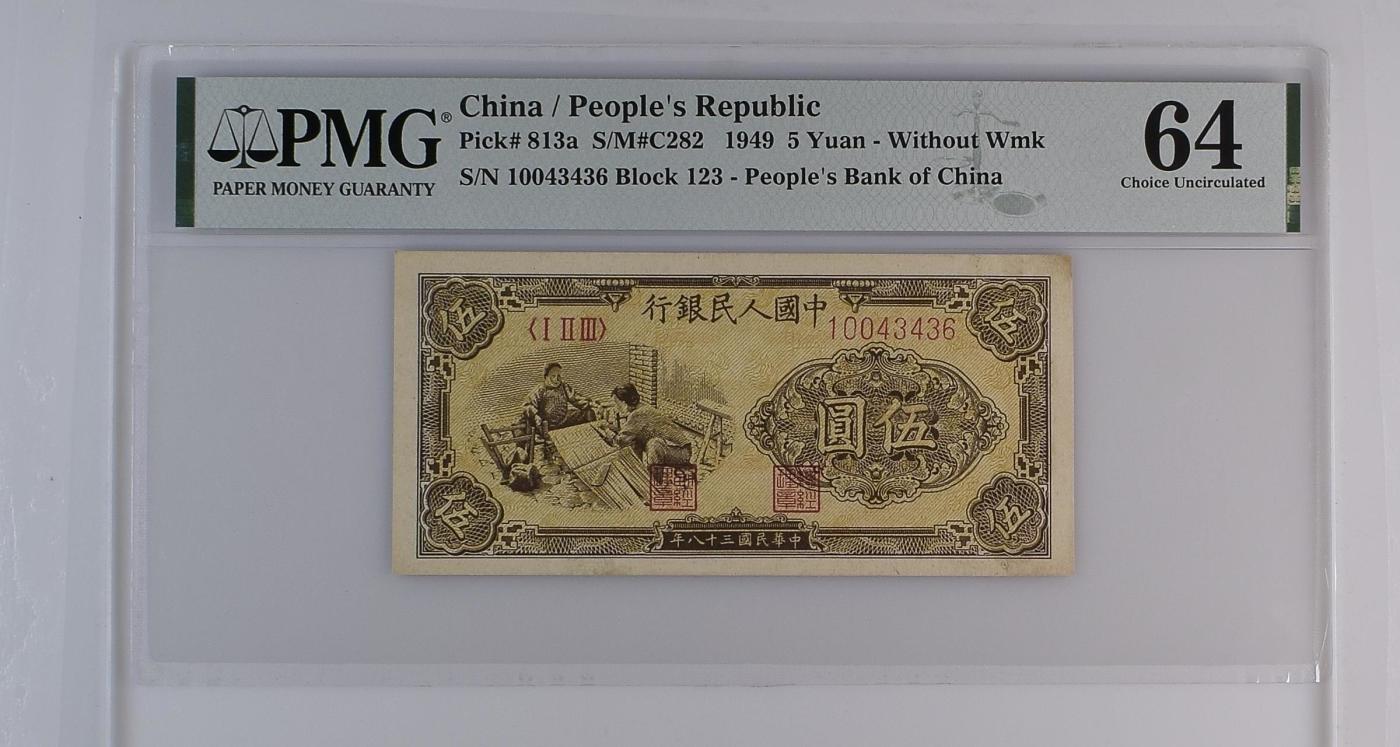 PMG®
PAPER MONEY GUARANTY
China / People's Republic
Pick# 813a S/M#C282 1949 5 Yuan - Without Wmk
S/N 10043436 Block 123 - People's Bank of China
64
Choice Uncirculated
行銀民人國中
〈Ⅰ Ⅱ Ⅲ〉
10043436
伍
伍
圓伍
伍
伍
年八十三國民華中